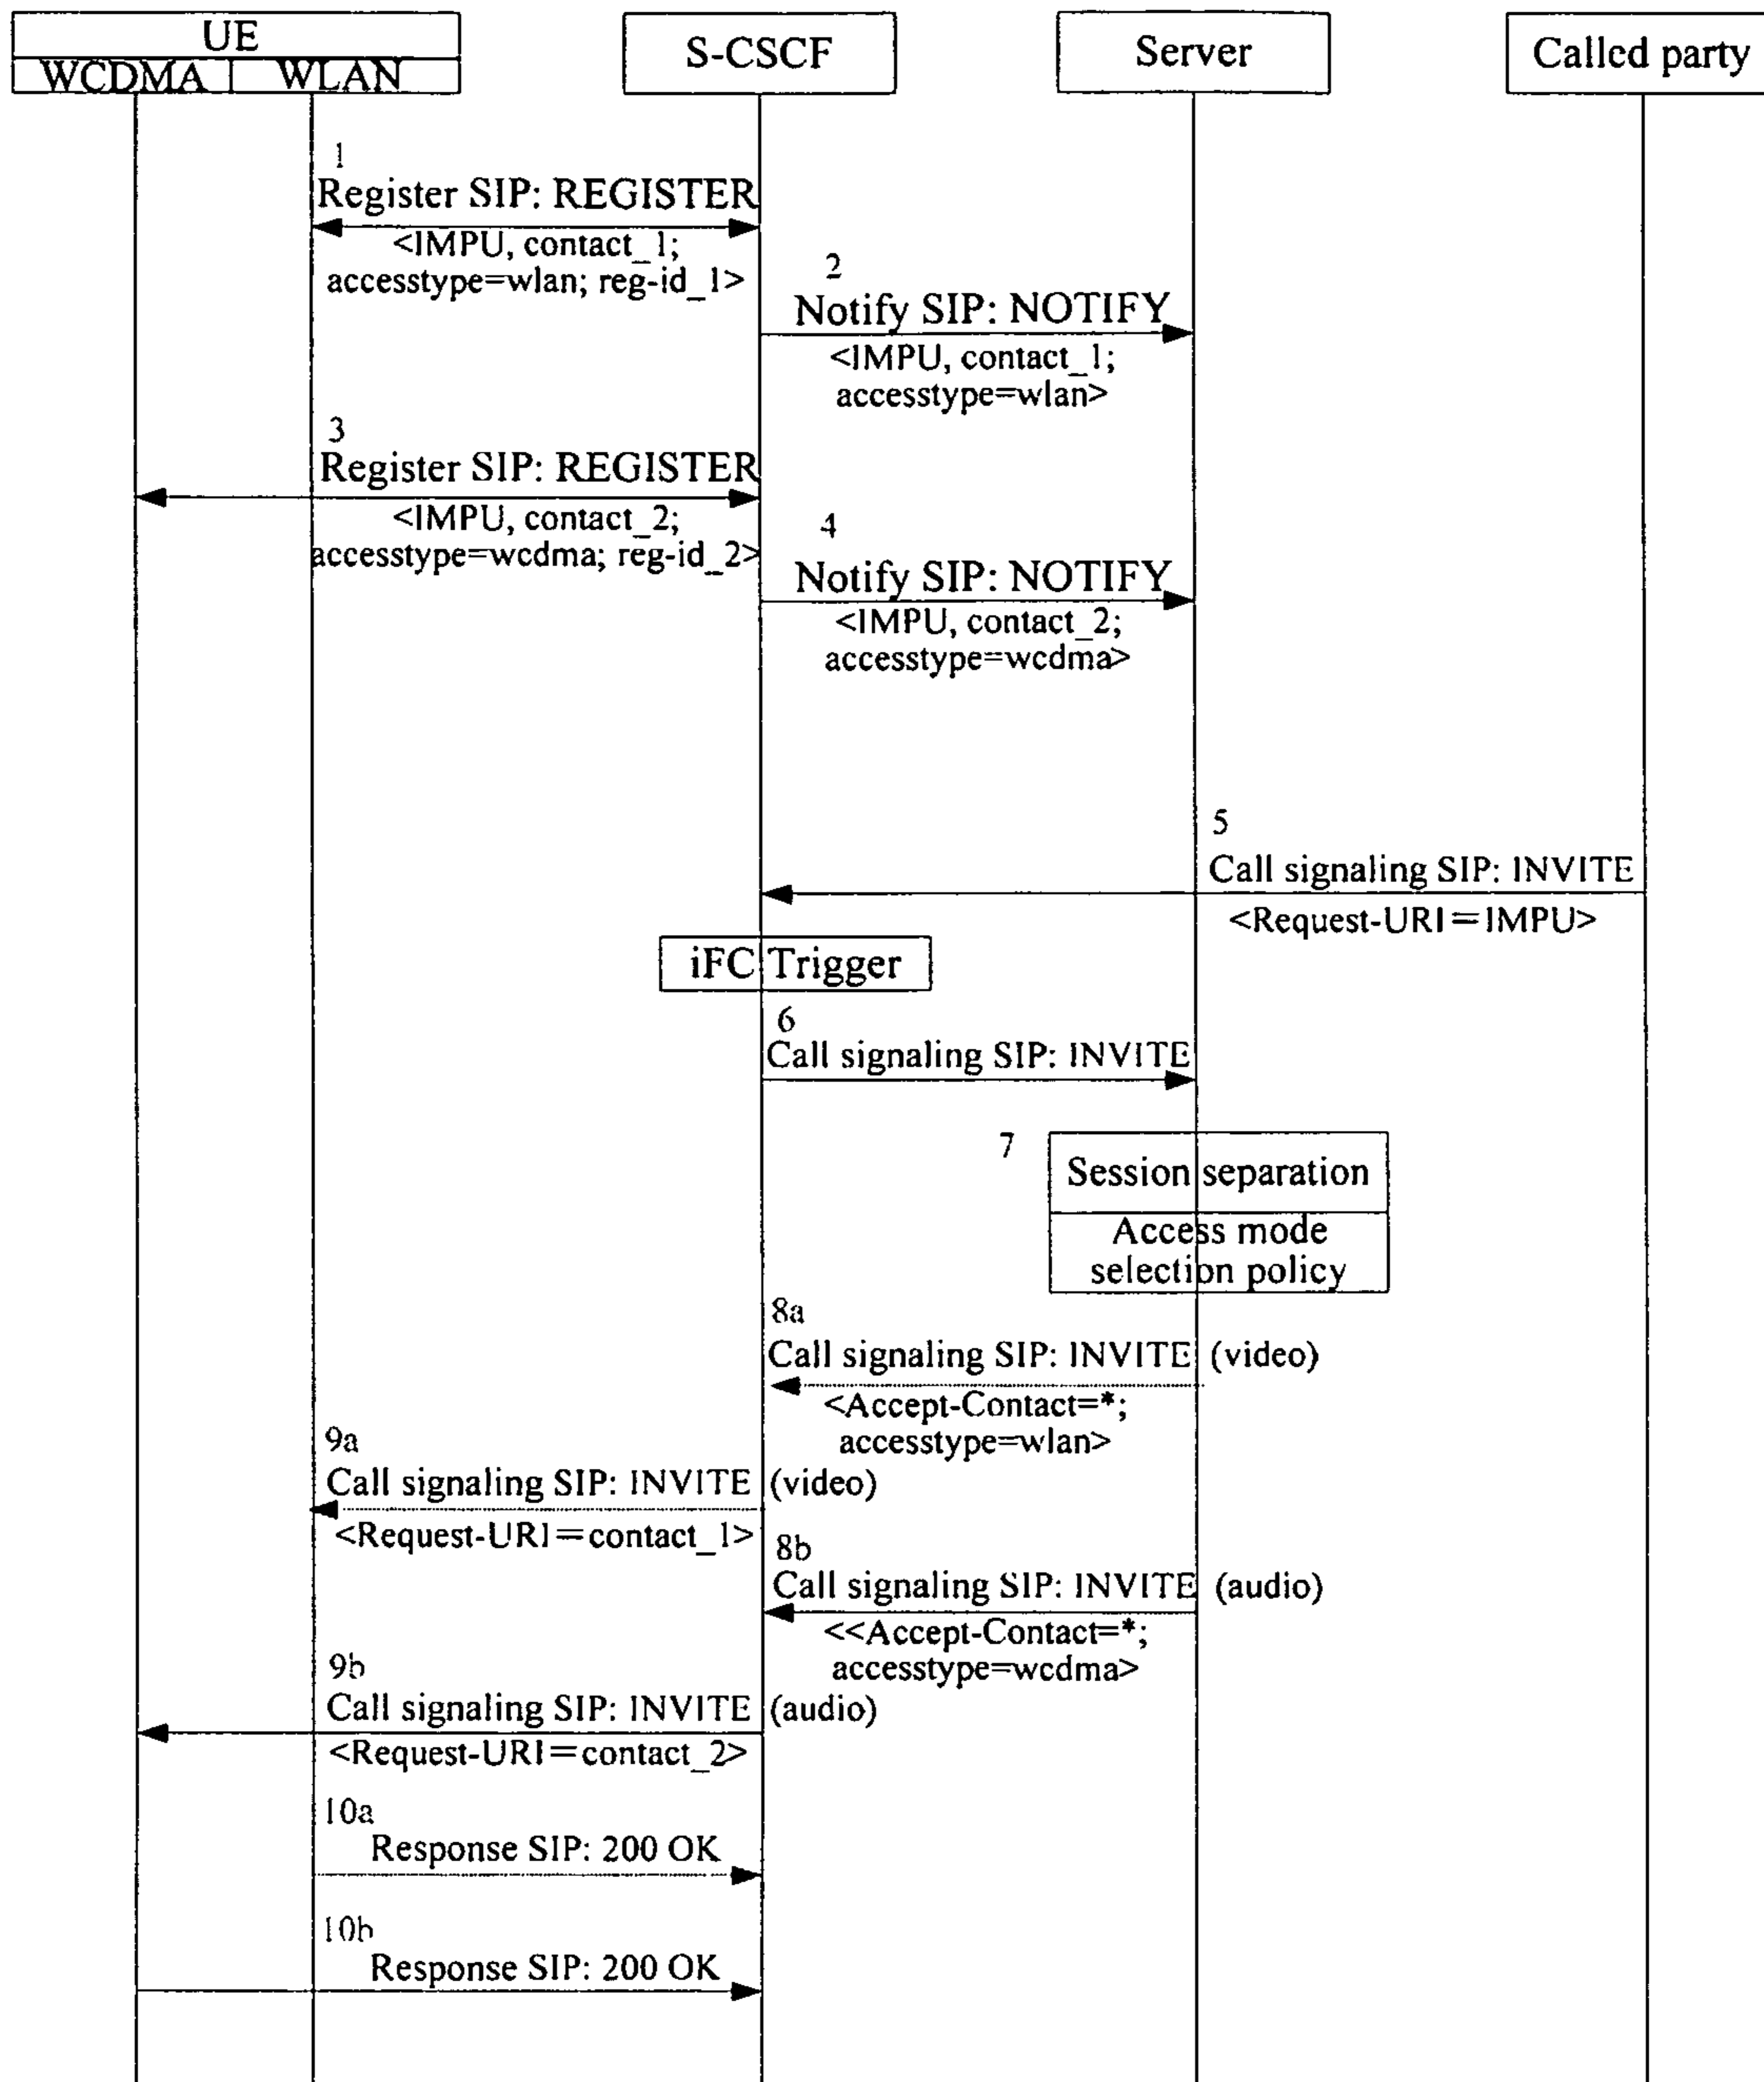 UE
WCDMA WLAN
S-CSCF
Server
Called party
1
Register SIP: REGISTER
<IMPU, contact_1;
accesstype=wlan; reg-id_1>
2
Notify SIP: NOTIFY
<IMPU, contact_1;
accesstype=wlan>
3
Register SIP: REGISTER
<IMPU, contact_2;
accesstype=wcdma; reg-id_2>
4
Notify SIP: NOTIFY
<IMPU, contact_2;
accesstype=wcdma>
5
Call signaling SIP: INVITE
<Request-URI=IMPU>
iFC Trigger
6
Call signaling SIP: INVITE
7
Session separation
Access mode
selection policy
8a
Call signaling SIP: INVITE (video)
<Accept-Contact=*;
accesstype=wlan>
9a
Call signaling SIP: INVITE (video)
<Request-URI=contact_1>
8b
Call signaling SIP: INVITE (audio)
<<Accept-Contact=*;
accesstype=wcdma>
9b
Call signaling SIP: INVITE (audio)
<Request-URI=contact_2>
10a
Response SIP: 200 OK
10b
Response SIP: 200 OK